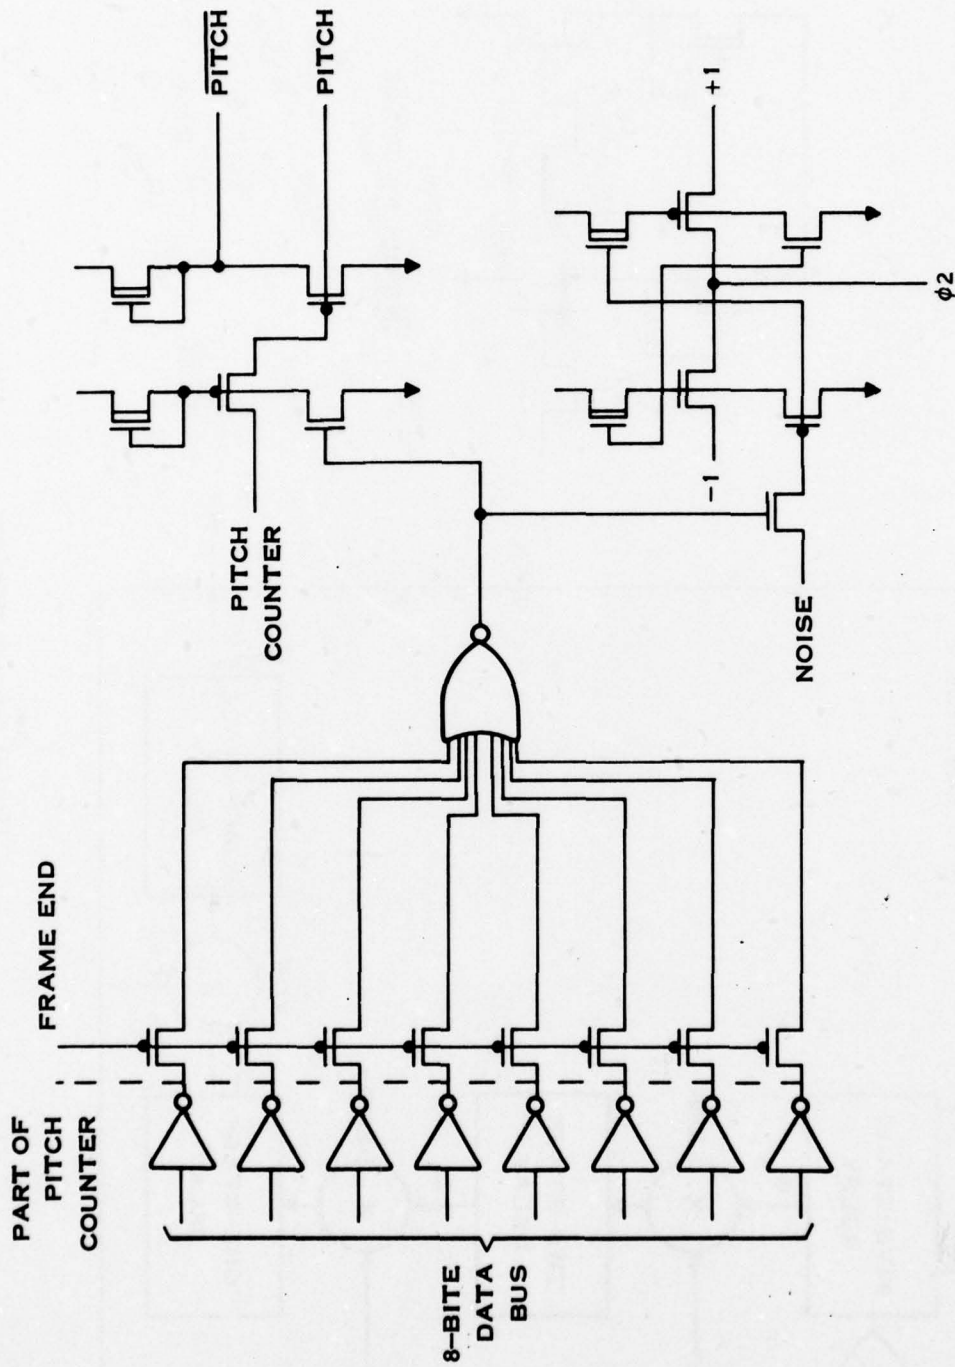 PART OF
PITCH
COUNTER
FRAME END
8–BITE
DATA
BUS
PITCH
COUNTER
PITCH
PITCH
NOISE
–1
+1
ϕ2